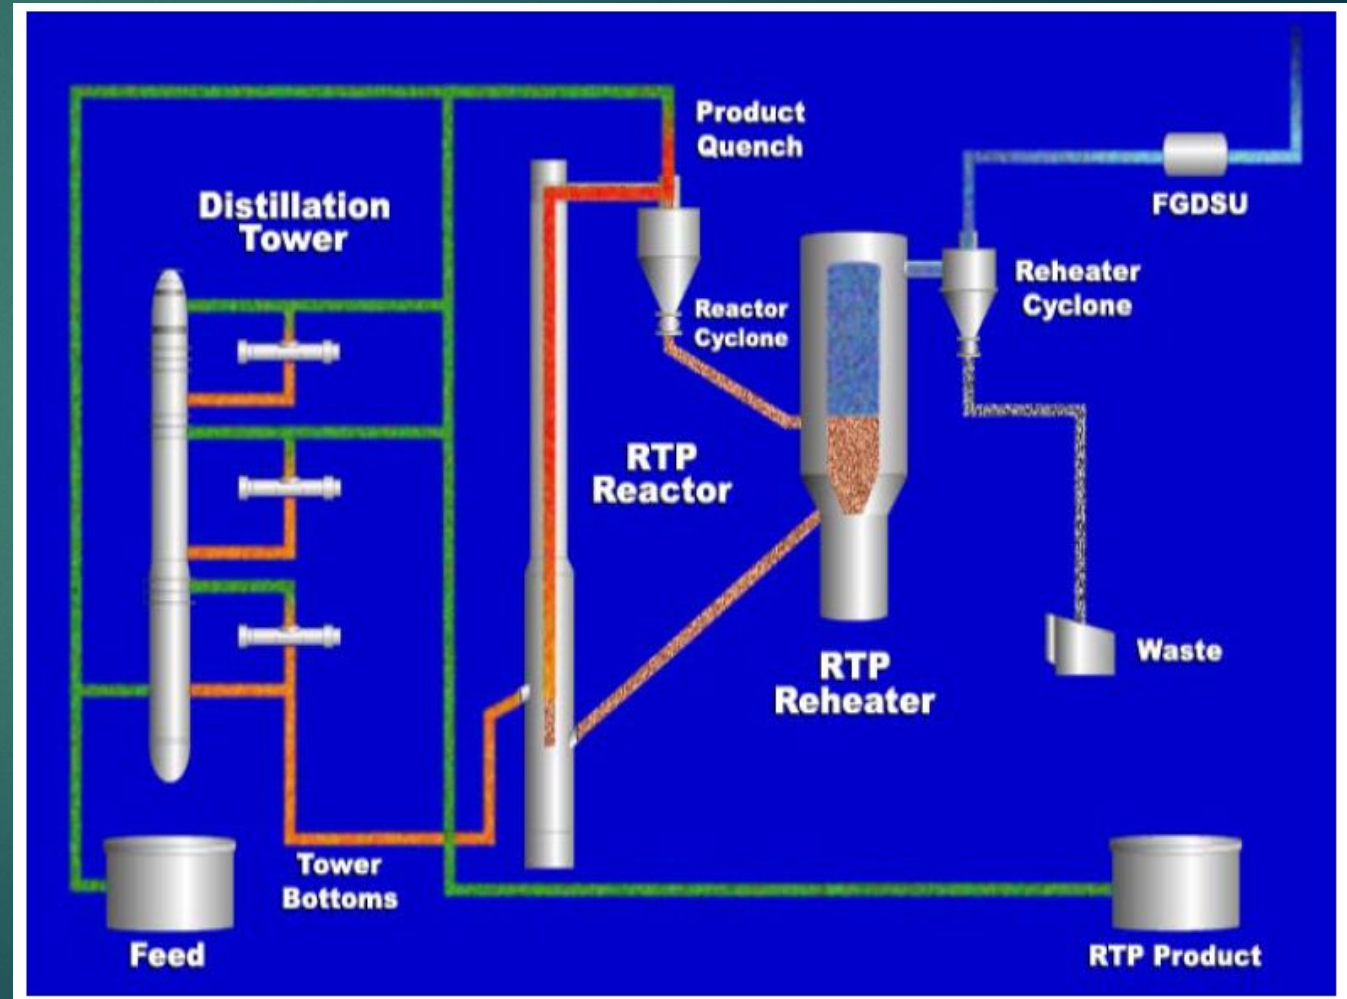 Product
Quench
Distillation
Tower
FGDSU
Reheater
Cyclone
Reactor
Cyclone
RTP
Reactor
RTP
Reheater
Waste
Tower
Bottoms
Feed
RTP Product